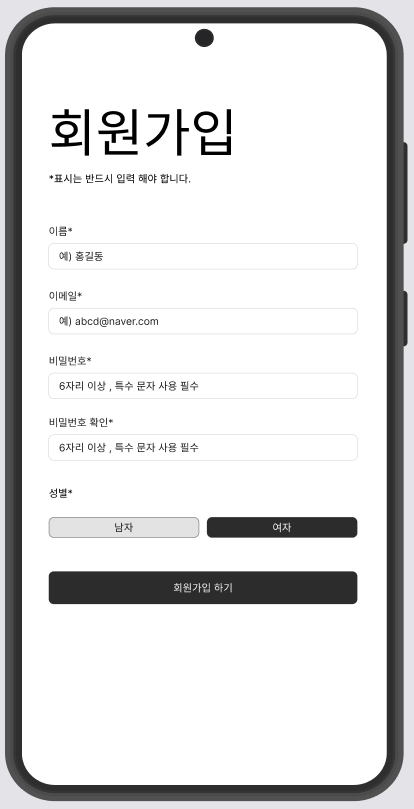 회원가입
*표시는 반드시 입력 해야 합니다.
이름*
예) 홍길동
이메일*
예) abcd@naver.com
비밀번호*
6자리 이상 , 특수 문자 사용 필수
비밀번호 확인*
6자리 이상 , 특수 문자 사용 필수
성별*
남자 여자
회원가입 하기